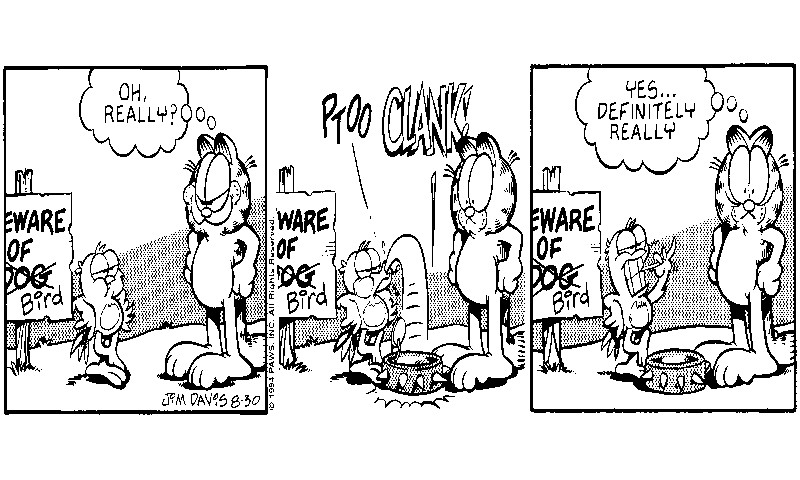 OH,
REALLY?
EWARE
OF
DOG
Bird
JIM DAVIS 8·30
© 1994 PAWS, INC. All Rights Reserved.
PTOO
CLANK!
WARE
OF
DOG
Bird
YES...
DEFINITELY
REALLY
EWARE
OF
DOG
Bird